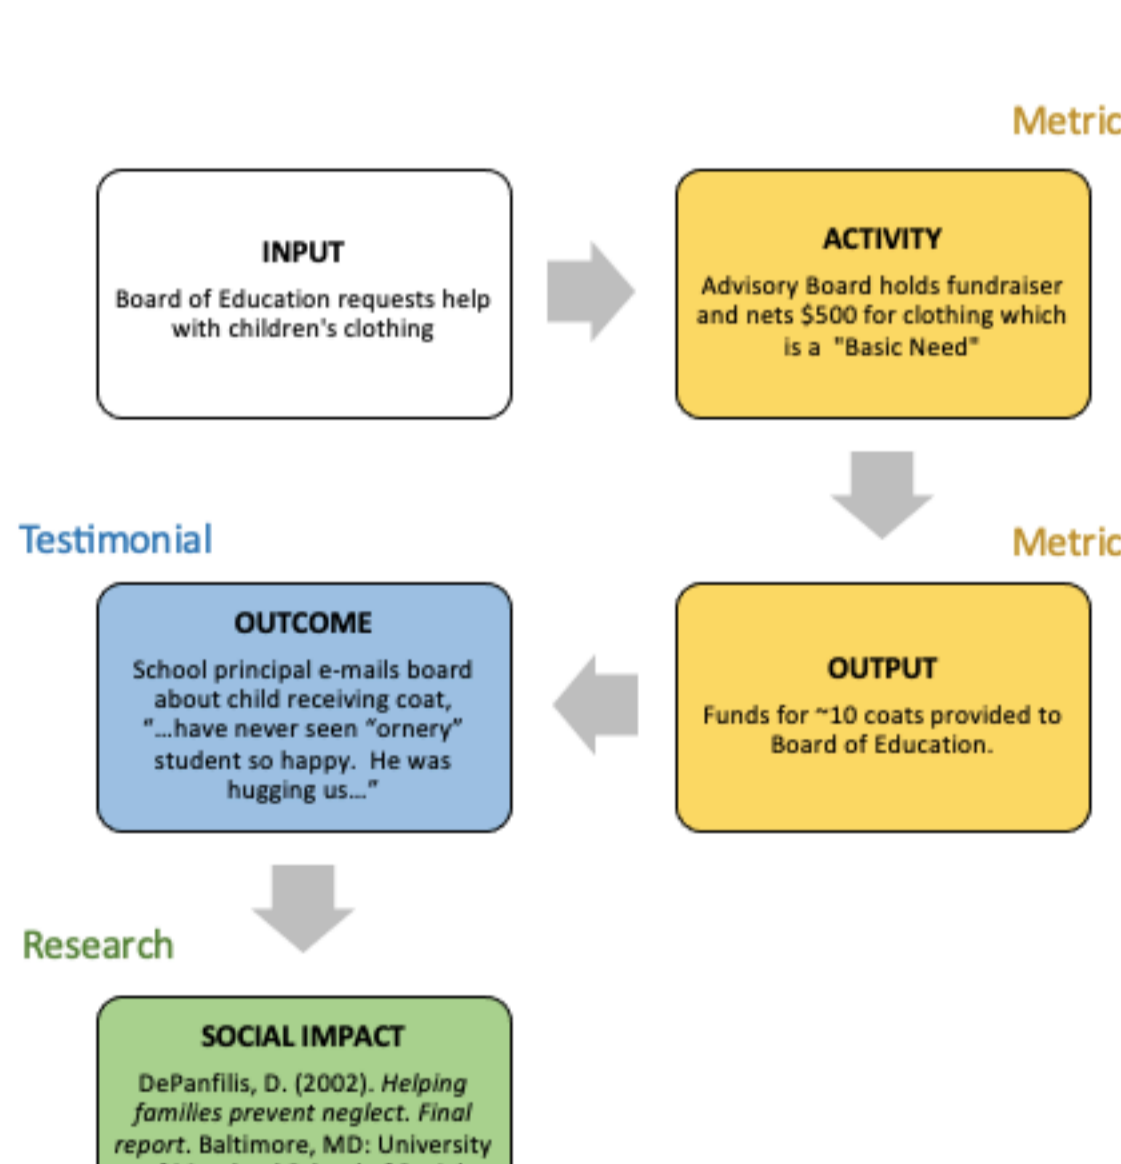 Metric
INPUT
Board of Education requests help
with children's clothing
ACTIVITY
Advisory Board holds fundraiser
and nets $500 for clothing which
is a "Basic Need"
Testimonial
Metric
OUTCOME
School principal e-mails board
about child receiving coat,
“…have never seen “ornery”
student so happy. He was
hugging us…”
OUTPUT
Funds for ~10 coats provided to
Board of Education.
Research
SOCIAL IMPACT
DePanfilis, D. (2002). Helping
families prevent neglect. Final
report. Baltimore, MD: University